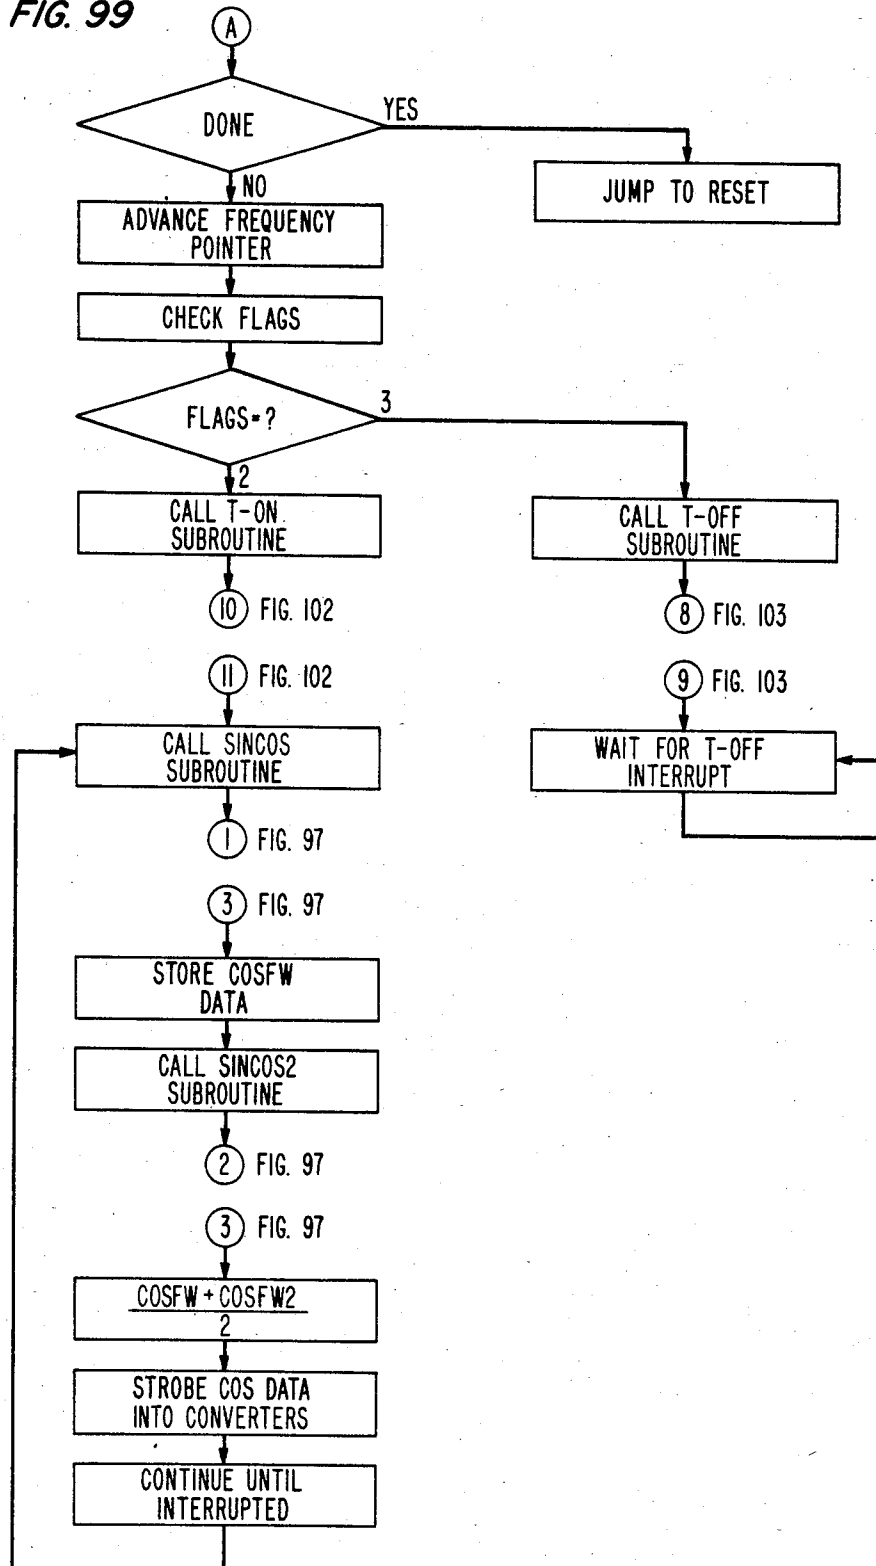 FIG. 99
A
DONE
YES
NO
JUMP TO RESET
ADVANCE FREQUENCY
POINTER
CHECK FLAGS
FLAGS=?
3
2
CALL T-ON
SUBROUTINE
CALL T-OFF
SUBROUTINE
10 FIG. 102
8 FIG. 103
11 FIG. 102
9 FIG. 103
CALL SINCOS
SUBROUTINE
WAIT FOR T-OFF
INTERRUPT
1 FIG. 97
3 FIG. 97
STORE COSFW
DATA
CALL SINCOS2
SUBROUTINE
2 FIG. 97
3 FIG. 97
COSFW + COSFW2
2
STROBE COS DATA
INTO CONVERTERS
CONTINUE UNTIL
INTERRUPTED